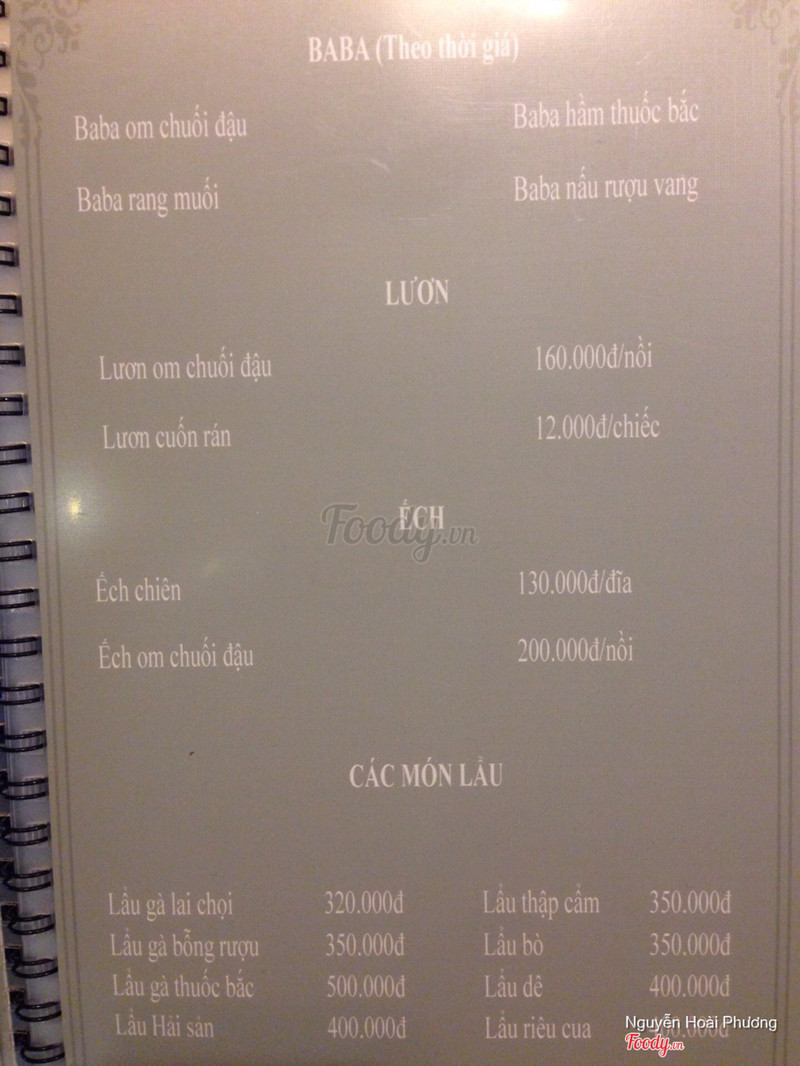 BABA (Theo thời giá)
Baba om chuối đậu Baba hầm thuốc bắc
Baba rang muối Baba nấu rượu vang
LƯƠN
Lươn om chuối đậu 160.000đ/nồi
Lươn cuốn rán 12.000đ/chiếc
ẾCH
Foody.vn
Ếch chiên 130.000đ/đĩa
Ếch om chuối đậu 200.000đ/nồi
CÁC MÓN LẨU
Lẩu gà lai chọi 320.000đ Lẩu thập cẩm 350.000đ
Lẩu gà bỗng rượu 350.000đ Lẩu bò 350.000đ
Lẩu gà thuốc bắc 500.000đ Lẩu dê 400.000đ
Lẩu Hải sản 400.000đ Lẩu riêu cua
Nguyễn Hoài Phương
Foody.vn